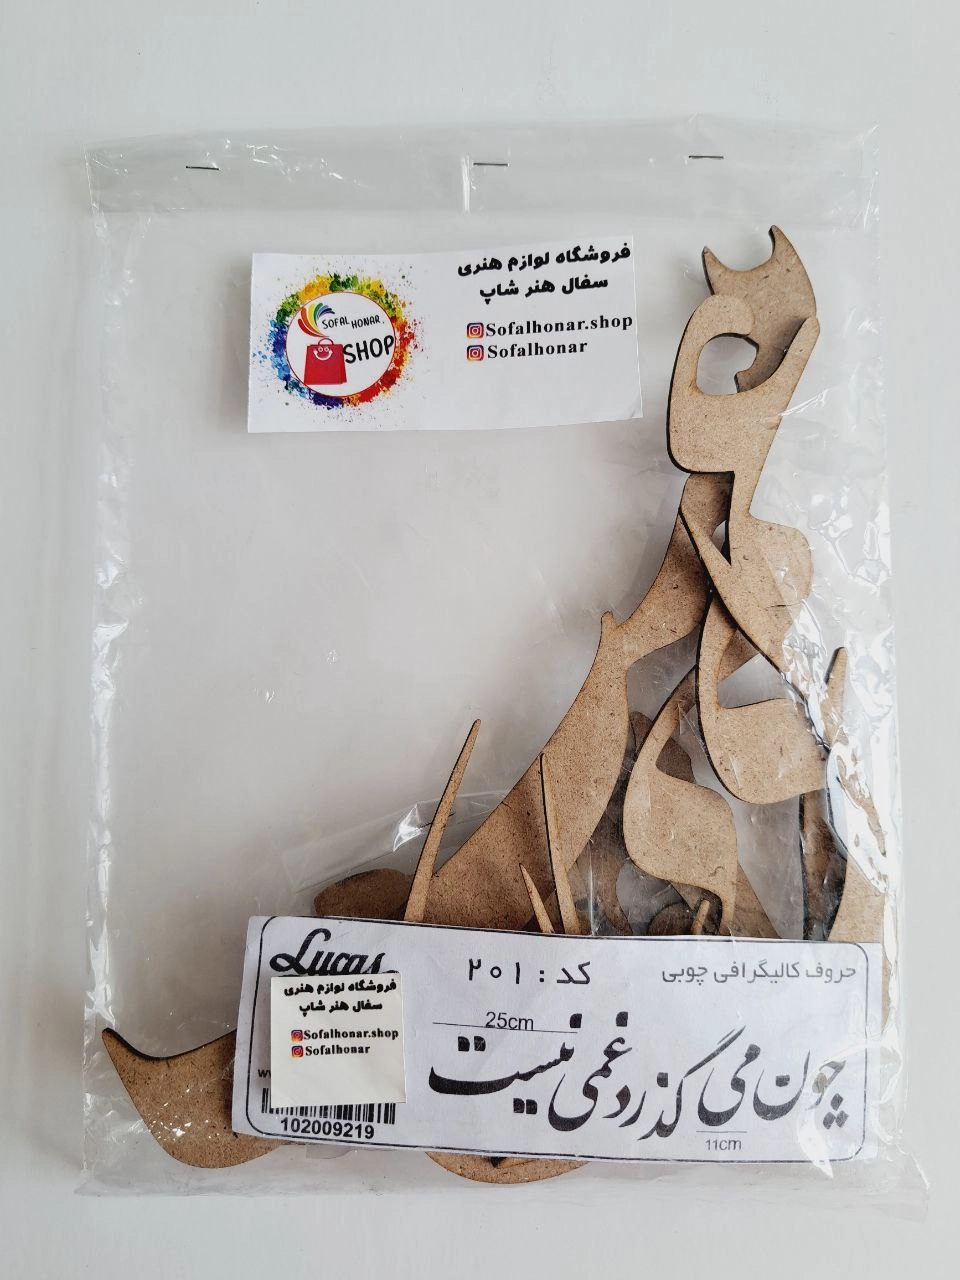 فروشگاه لوازم هنری
سفال هنر شاپ
Sofalhonar.shop
Sofalhonar
SOFAL HONAR.
SHOP
Lucas
کد : ۲۰۱
حروف کالیگرافی چوبی
فروشگاه لوازم هنری
سفال هنر شاپ
Sofalhonar.shop
Sofalhonar
25cm
چون می گذرد غمی نیست
11cm
102009219